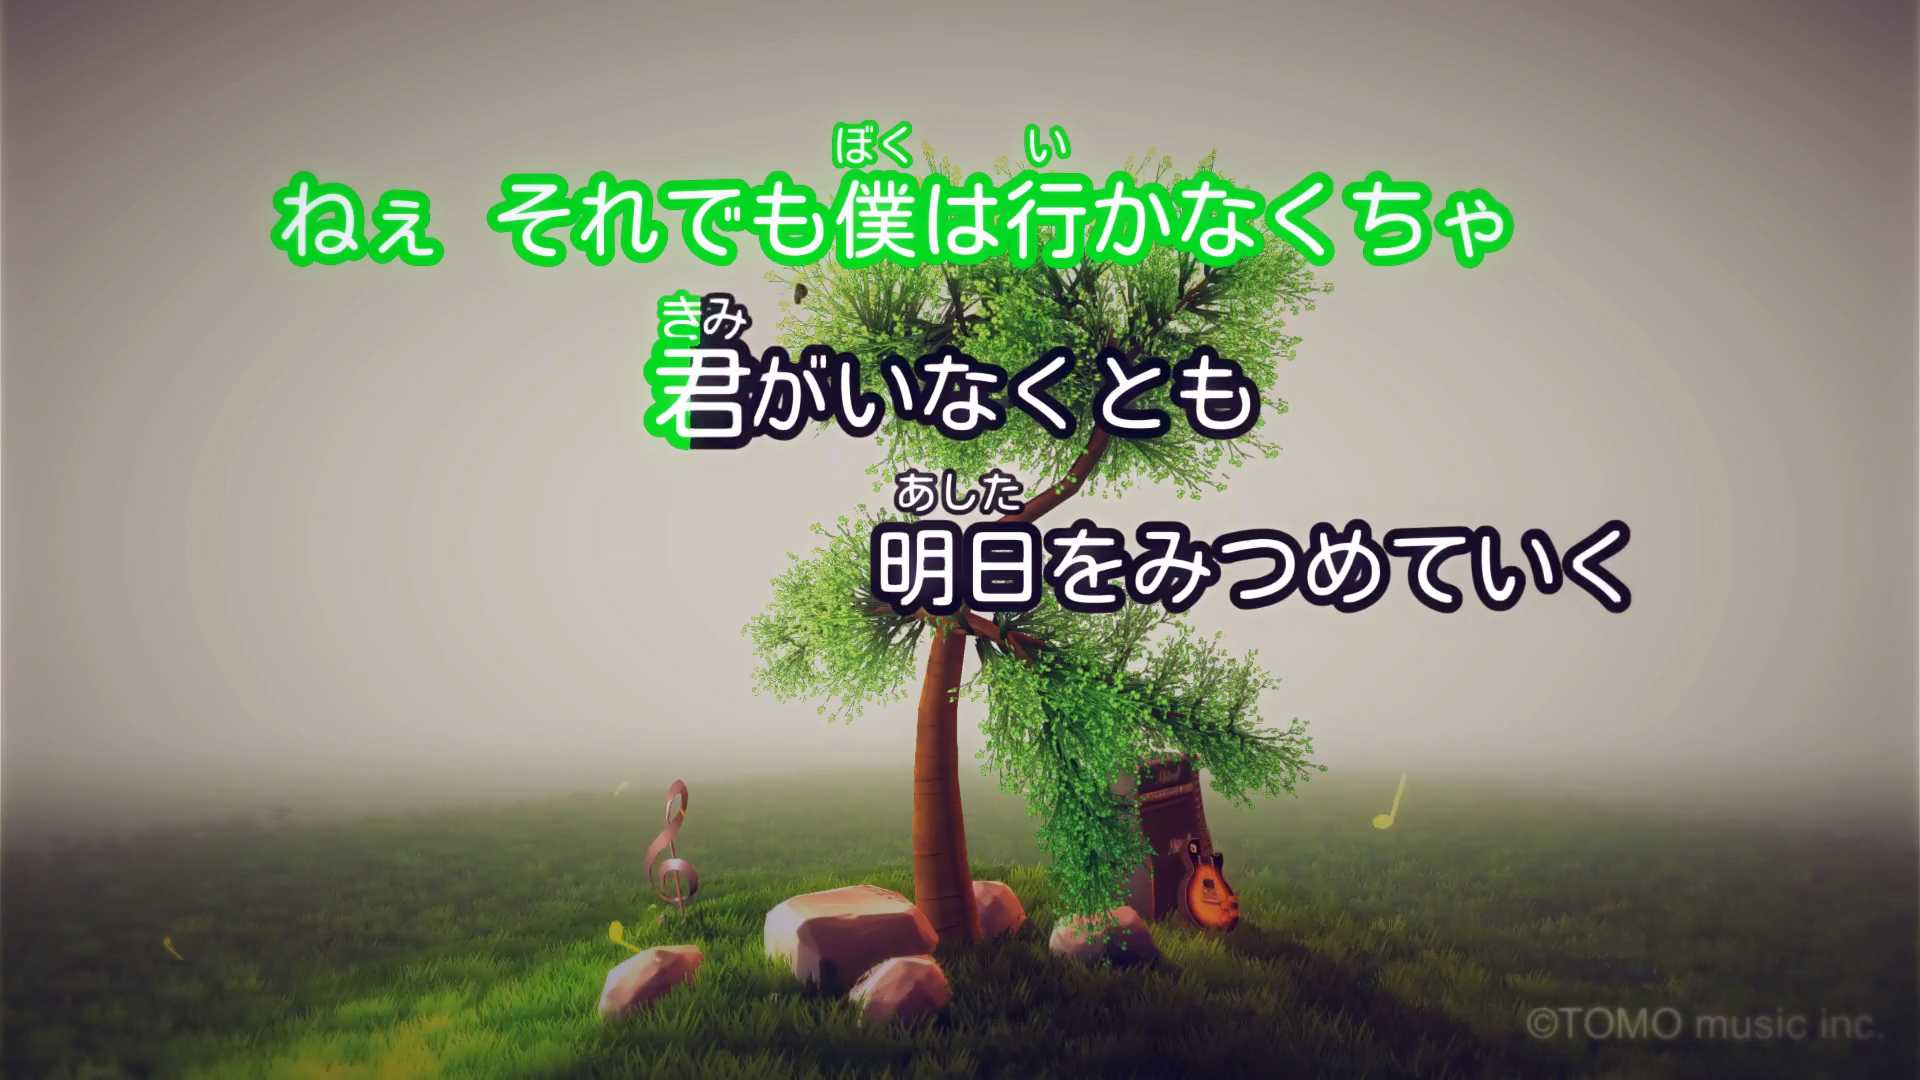 ぼく い
ねぇ それでも僕は行かなくちゃ
きみ
君がいなくとも
あした
明日をみつめていく
©TOMO music inc.